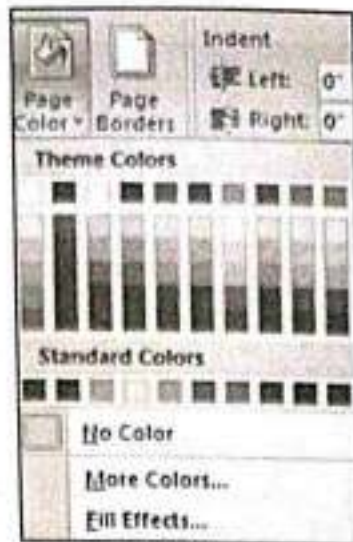 Indent
Left: 0"
Right: 0"
Page Color
Page Borders
Theme Colors
Standard Colors
No Color
More Colors...
Fill Effects...